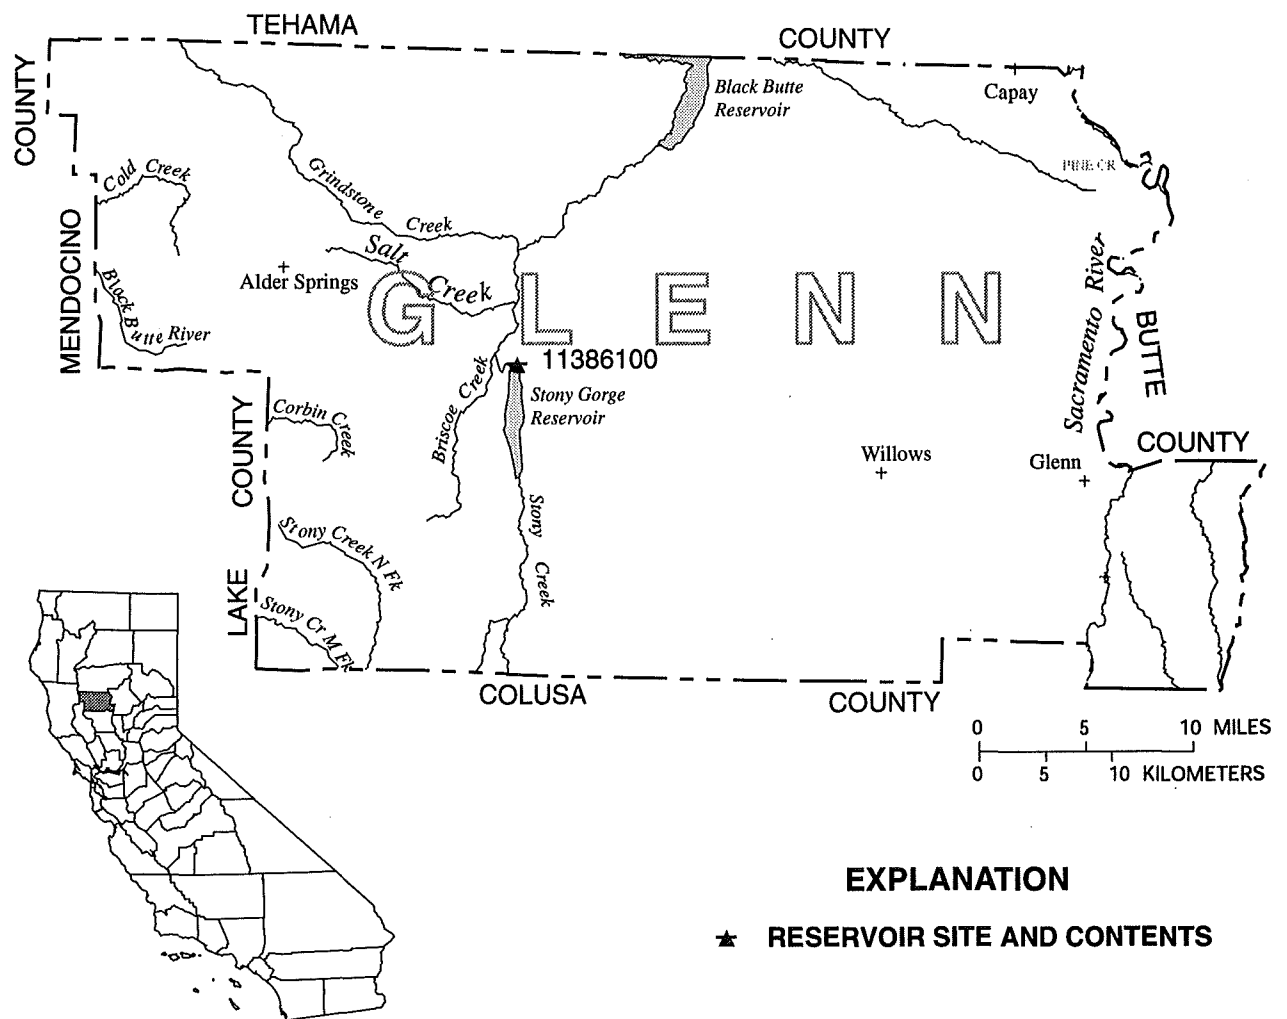 TEHAMA
COUNTY
COUNTY
Black Butte
Reservoir
Capay
PINE CR
Cold Creek
Grindstone Creek
MENDOCINO
Salt Creek
Alder Springs
GLENN
Black Butte River
Sacramento River
BUTTE
COUNTY
11386100
Stony Gorge
Reservoir
Briscoe Creek
Corbin Creek
COUNTY
Willows
Glenn
Stony Creek
Stony Creek N Fk
LAKE
Stony Cr M Fk
COLUSA
COUNTY
0 5 10 MILES
0 5 10 KILOMETERS
EXPLANATION
RESERVOIR SITE AND CONTENTS